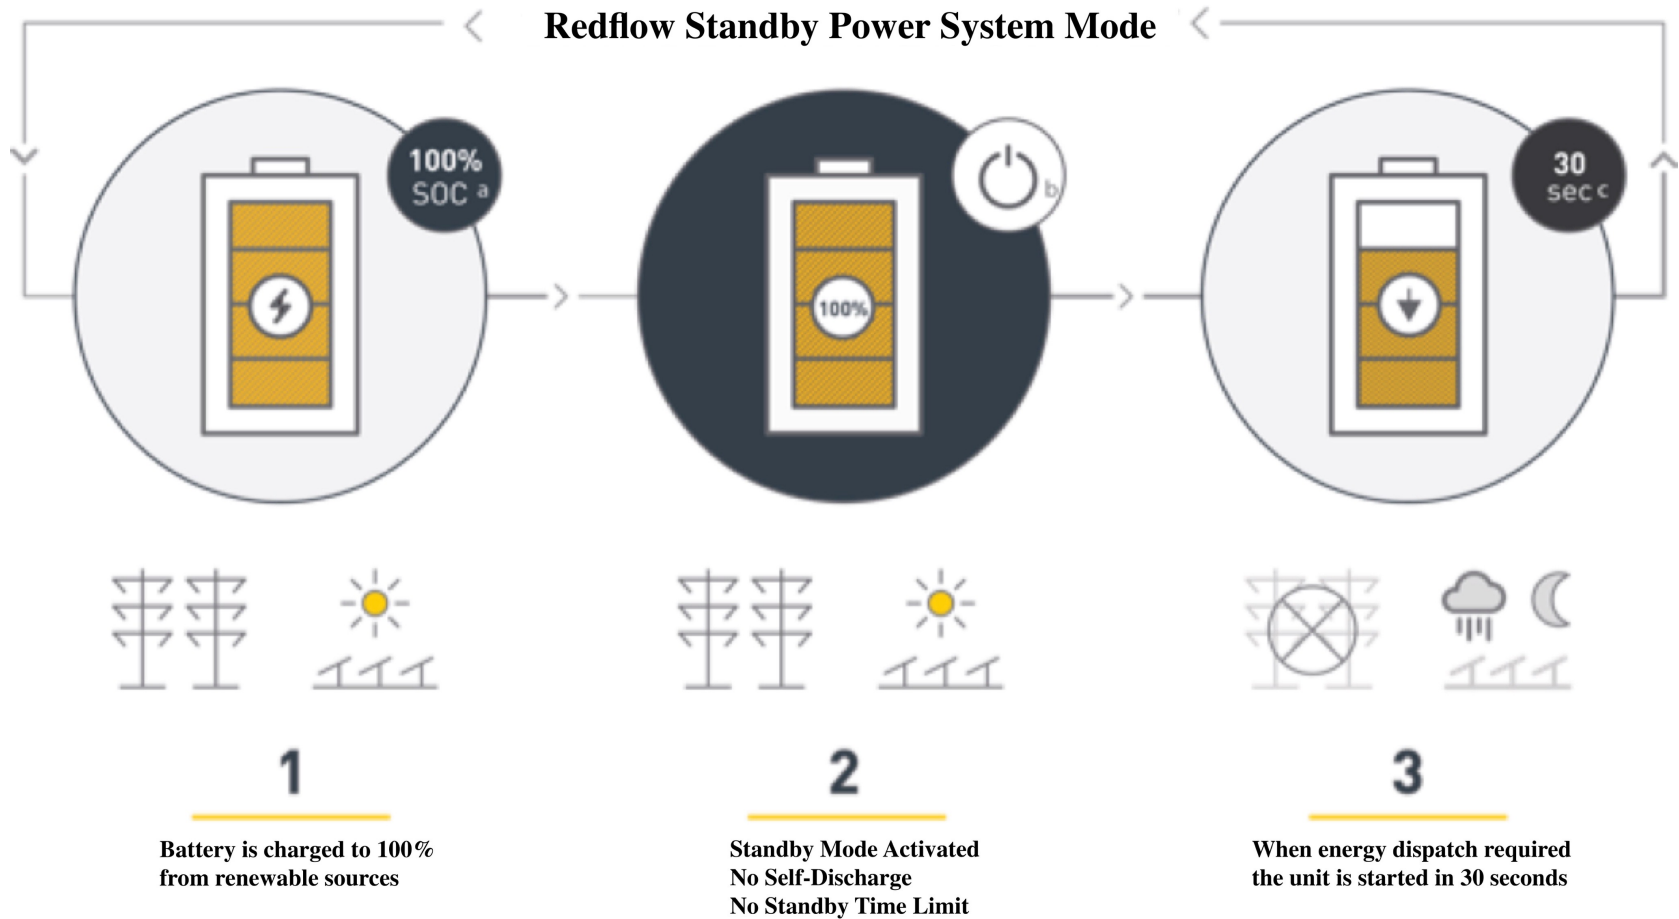 Redflow Standby Power System Mode
100%
SOC a
b
30
sec c
100%
1
2
3
Battery is charged to 100%
from renewable sources
Standby Mode Activated
No Self-Discharge
No Standby Time Limit
When energy dispatch required
the unit is started in 30 seconds